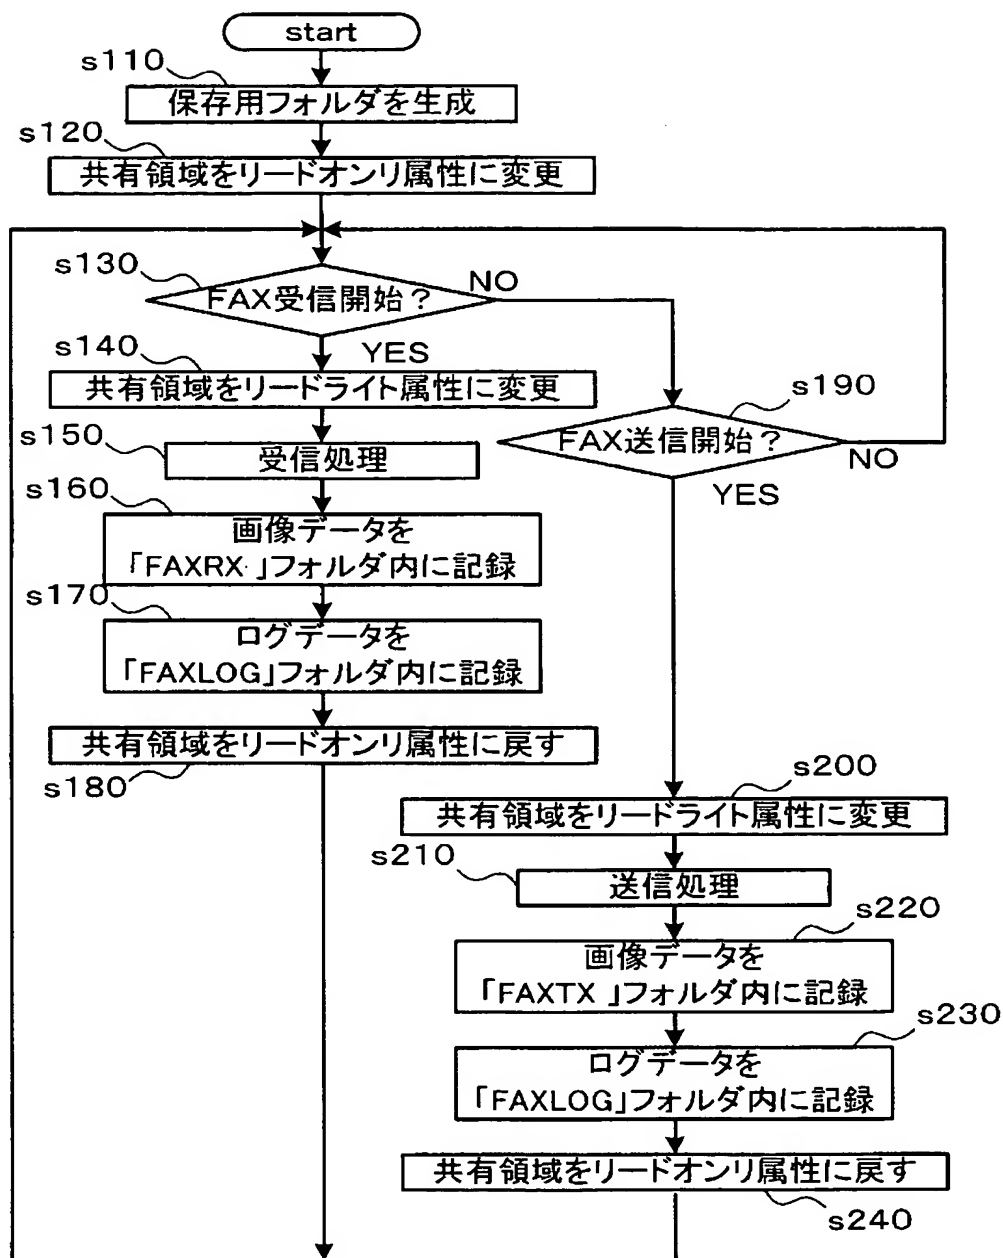 start
s110
保存用フォルダを生成
s120
共有領域をリードオンリ属性に変更
s130
FAX受信開始？
NO
YES
s140
共有領域をリードライト属性に変更
s190
FAX送信開始？
NO
YES
s150
受信処理
s160
画像データを
「FAXRX 」フォルダ内に記録
s170
ログデータを
「FAXLOG」フォルダ内に記録
共有領域をリードオンリ属性に戻す
s180
s200
共有領域をリードライト属性に変更
s210
送信処理
s220
画像データを
「FAXTX 」フォルダ内に記録
s230
ログデータを
「FAXLOG」フォルダ内に記録
共有領域をリードオンリ属性に戻す
s240